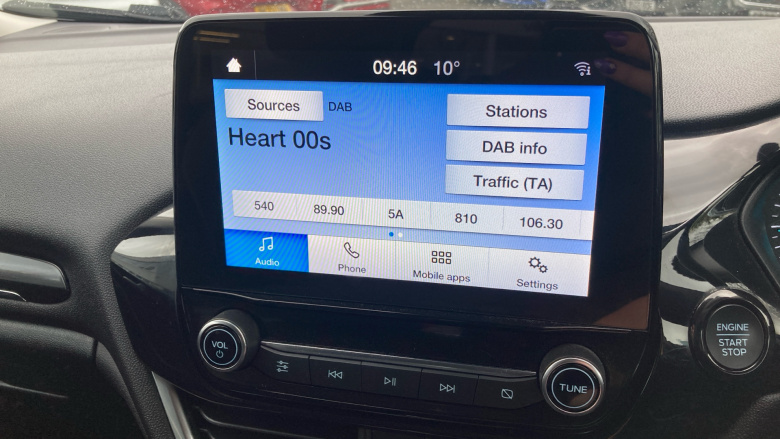 09:46 10°
Sources DAB
Stations
Heart 00s
DAB info
Traffic (TA)
540 89.90 5A 810 106.30
Audio Phone Mobile apps Settings
VOL
TUNE
ENGINE
START
STOP